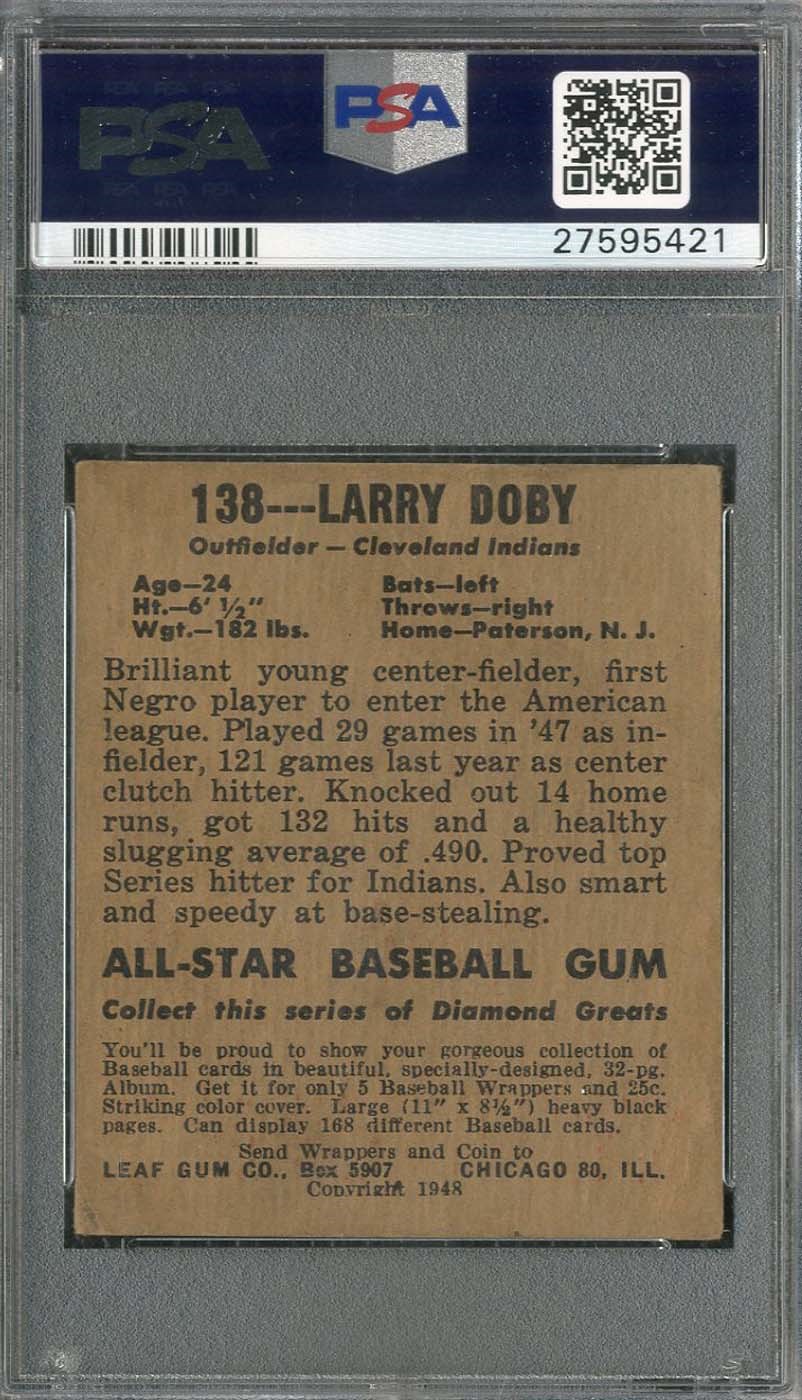 PSA
PSA
27595421
138---LARRY DOBY
Outfielder — Cleveland Indians
Age—24 Bats—left
Ht.—6' ½" Throws—right
Wgt.—182 lbs. Home—Paterson, N. J.
Brilliant young center-fielder, first
Negro player to enter the American
league. Played 29 games in '47 as in-
fielder, 121 games last year as center
clutch hitter. Knocked out 14 home
runs, got 132 hits and a healthy
slugging average of .490. Proved top
Series hitter for Indians. Also smart
and speedy at base-stealing.
ALL-STAR BASEBALL GUM
Collect this series of Diamond Greats
You'll be proud to show your gorgeous collection of
Baseball cards in beautiful, specially-designed, 32-pg.
Album. Get it for only 5 Baseball Wrappers and 25c.
Striking color cover. Large (11" x 8½") heavy black
pages. Can display 168 different Baseball cards.
Send Wrappers and Coin to
LEAF GUM CO., Box 5907 CHICAGO 80, ILL.
Copyright 1948